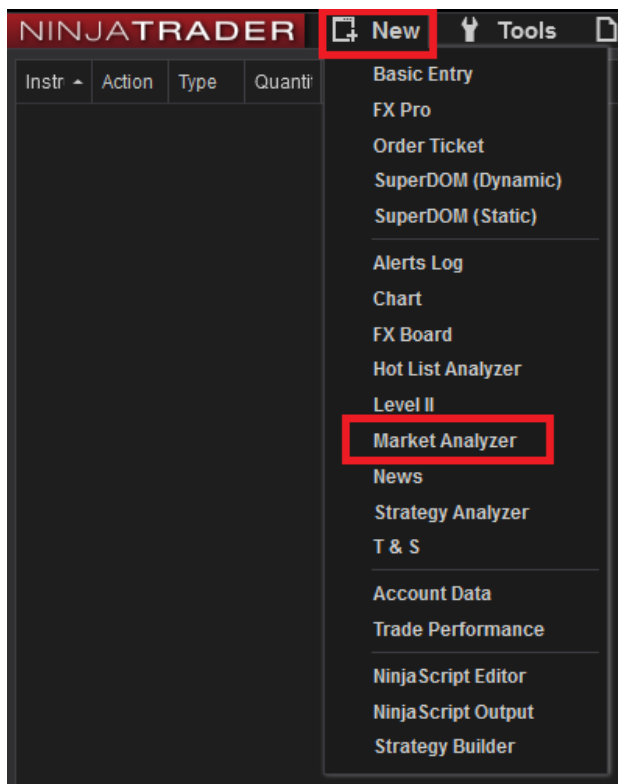 NINJATRADER New Tools
Instr Action Type Quanti
Basic Entry
FX Pro
Order Ticket
SuperDOM (Dynamic)
SuperDOM (Static)
Alerts Log
Chart
FX Board
Hot List Analyzer
Level II
Market Analyzer
News
Strategy Analyzer
T & S
Account Data
Trade Performance
NinjaScript Editor
NinjaScript Output
Strategy Builder